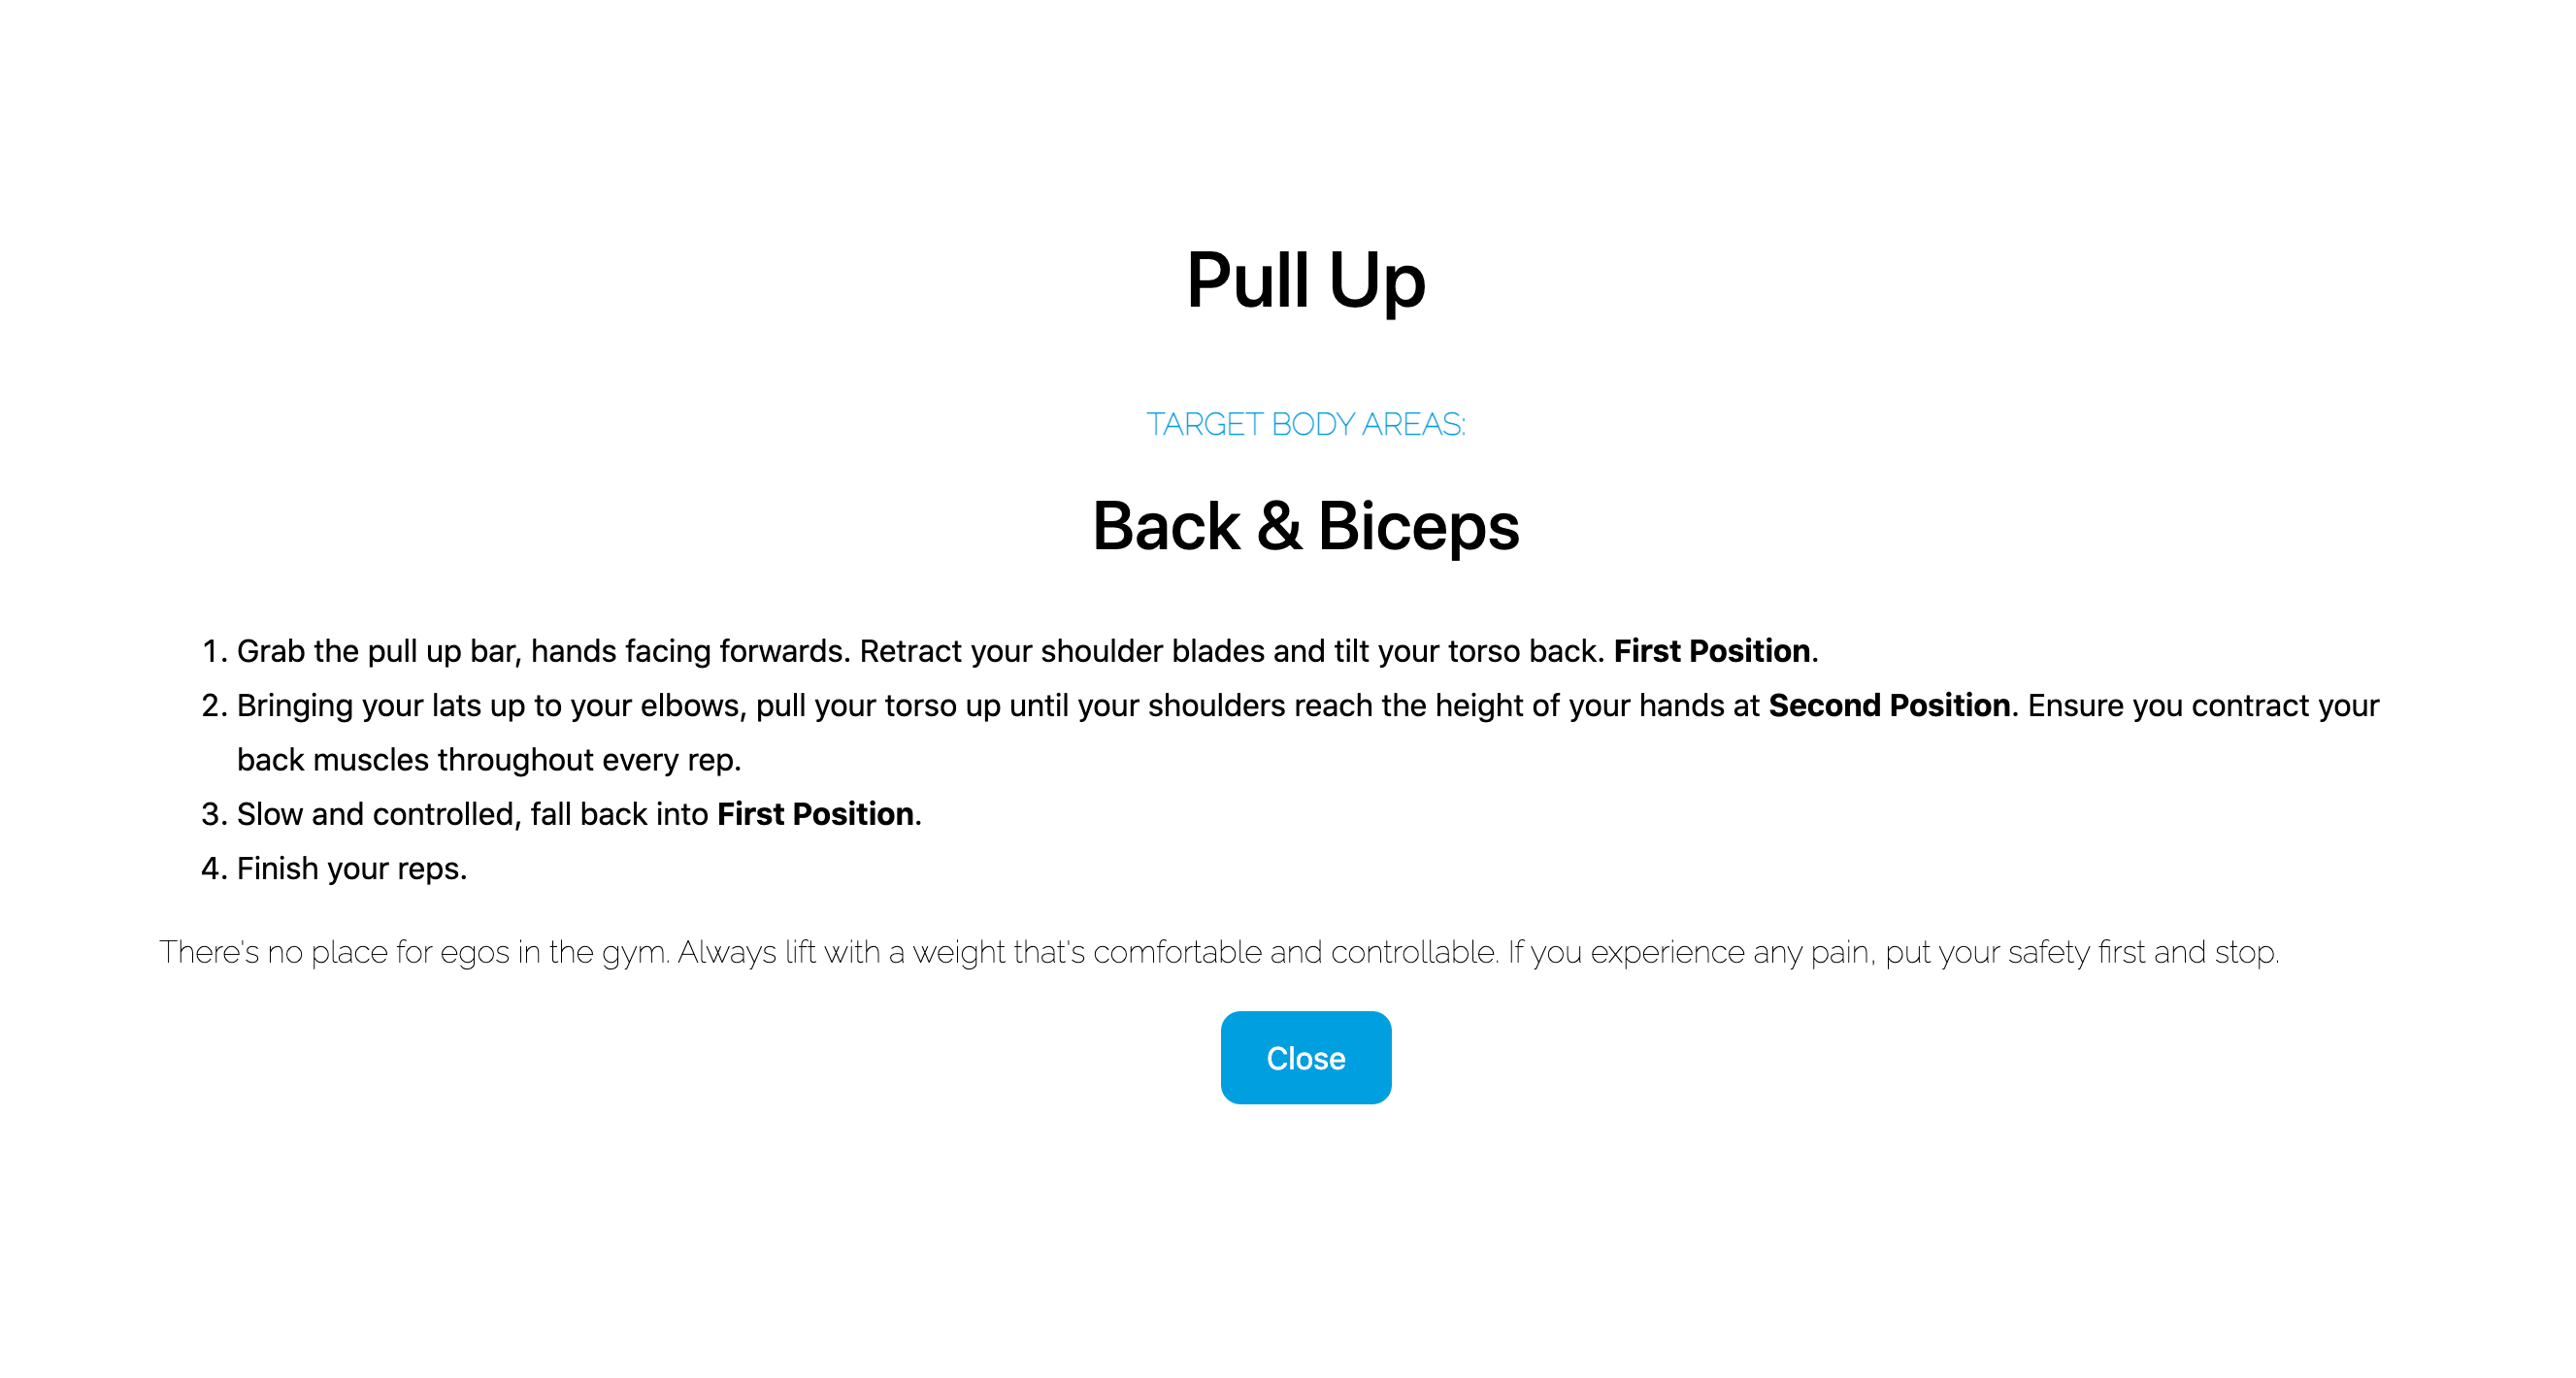 Pull Up
TARGET BODY AREAS:
Back & Biceps
1. Grab the pull up bar, hands facing forwards. Retract your shoulder blades and tilt your torso back. First Position.
2. Bringing your lats up to your elbows, pull your torso up until your shoulders reach the height of your hands at Second Position. Ensure you contract your
back muscles throughout every rep.
3. Slow and controlled, fall back into First Position.
4. Finish your reps.
There's no place for egos in the gym. Always lift with a weight that's comfortable and controllable. If you experience any pain, put your safety first and stop.
Close